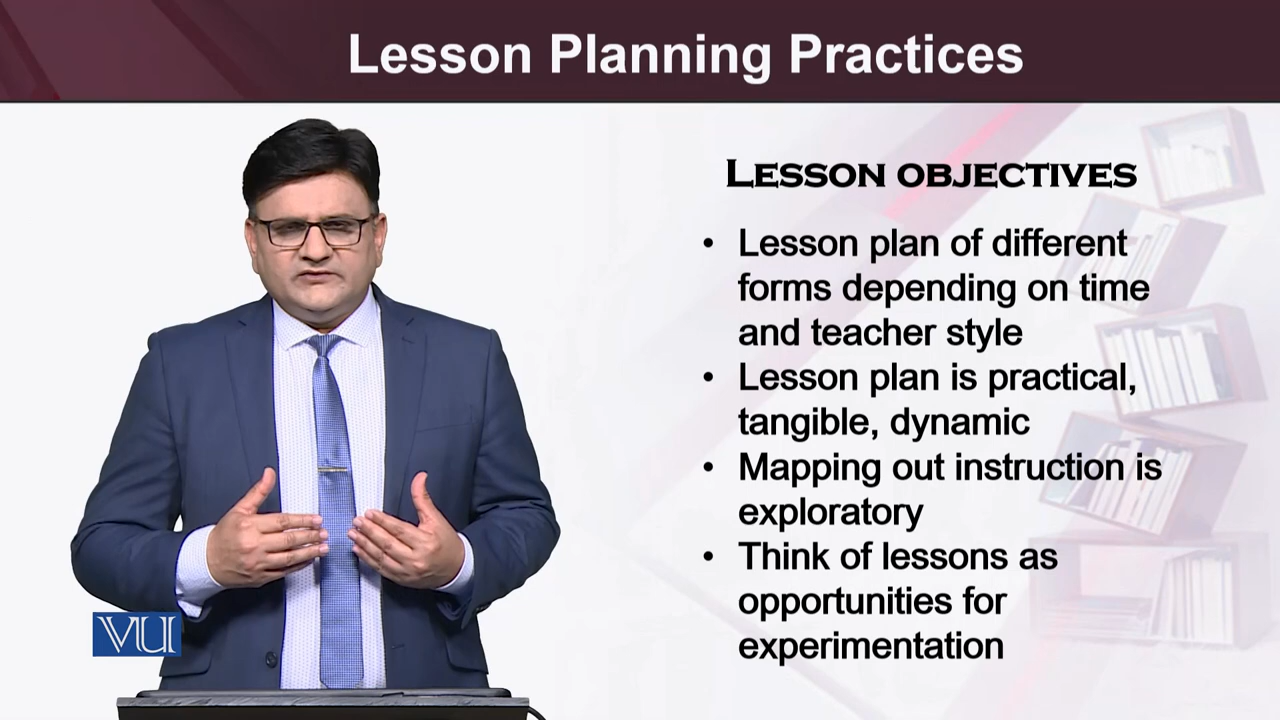 Lesson Planning Practices
LESSON OBJECTIVES
• Lesson plan of different
forms depending on time
and teacher style
• Lesson plan is practical,
tangible, dynamic
• Mapping out instruction is
exploratory
• Think of lessons as
opportunities for
experimentation
VU